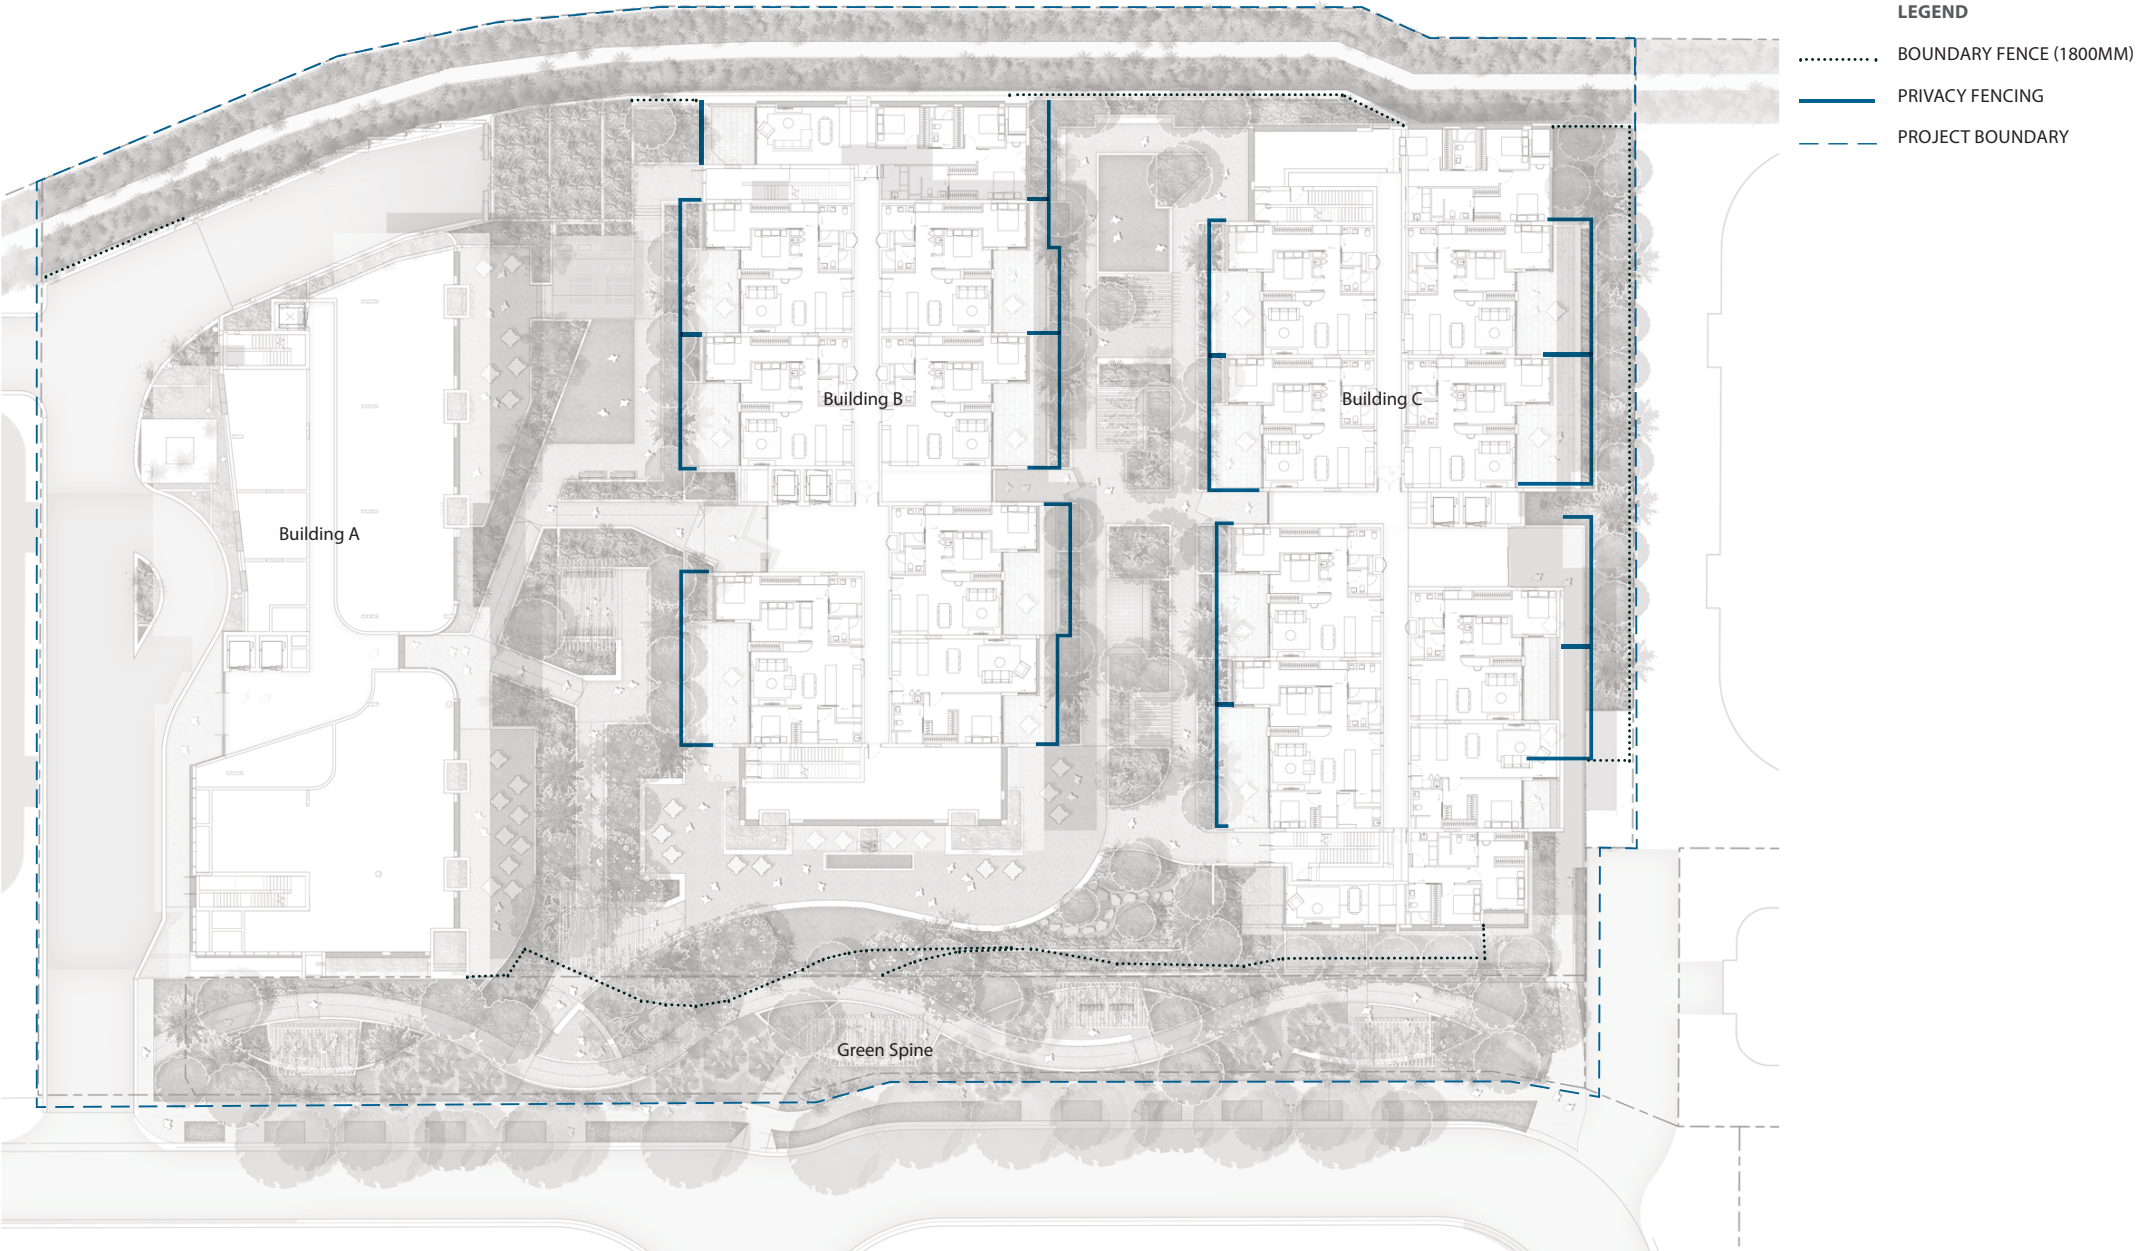 LEGEND
BOUNDARY FENCE (1800MM)
PRIVACY FENCING
PROJECT BOUNDARY
Building B
Building C
Building A
Green Spine